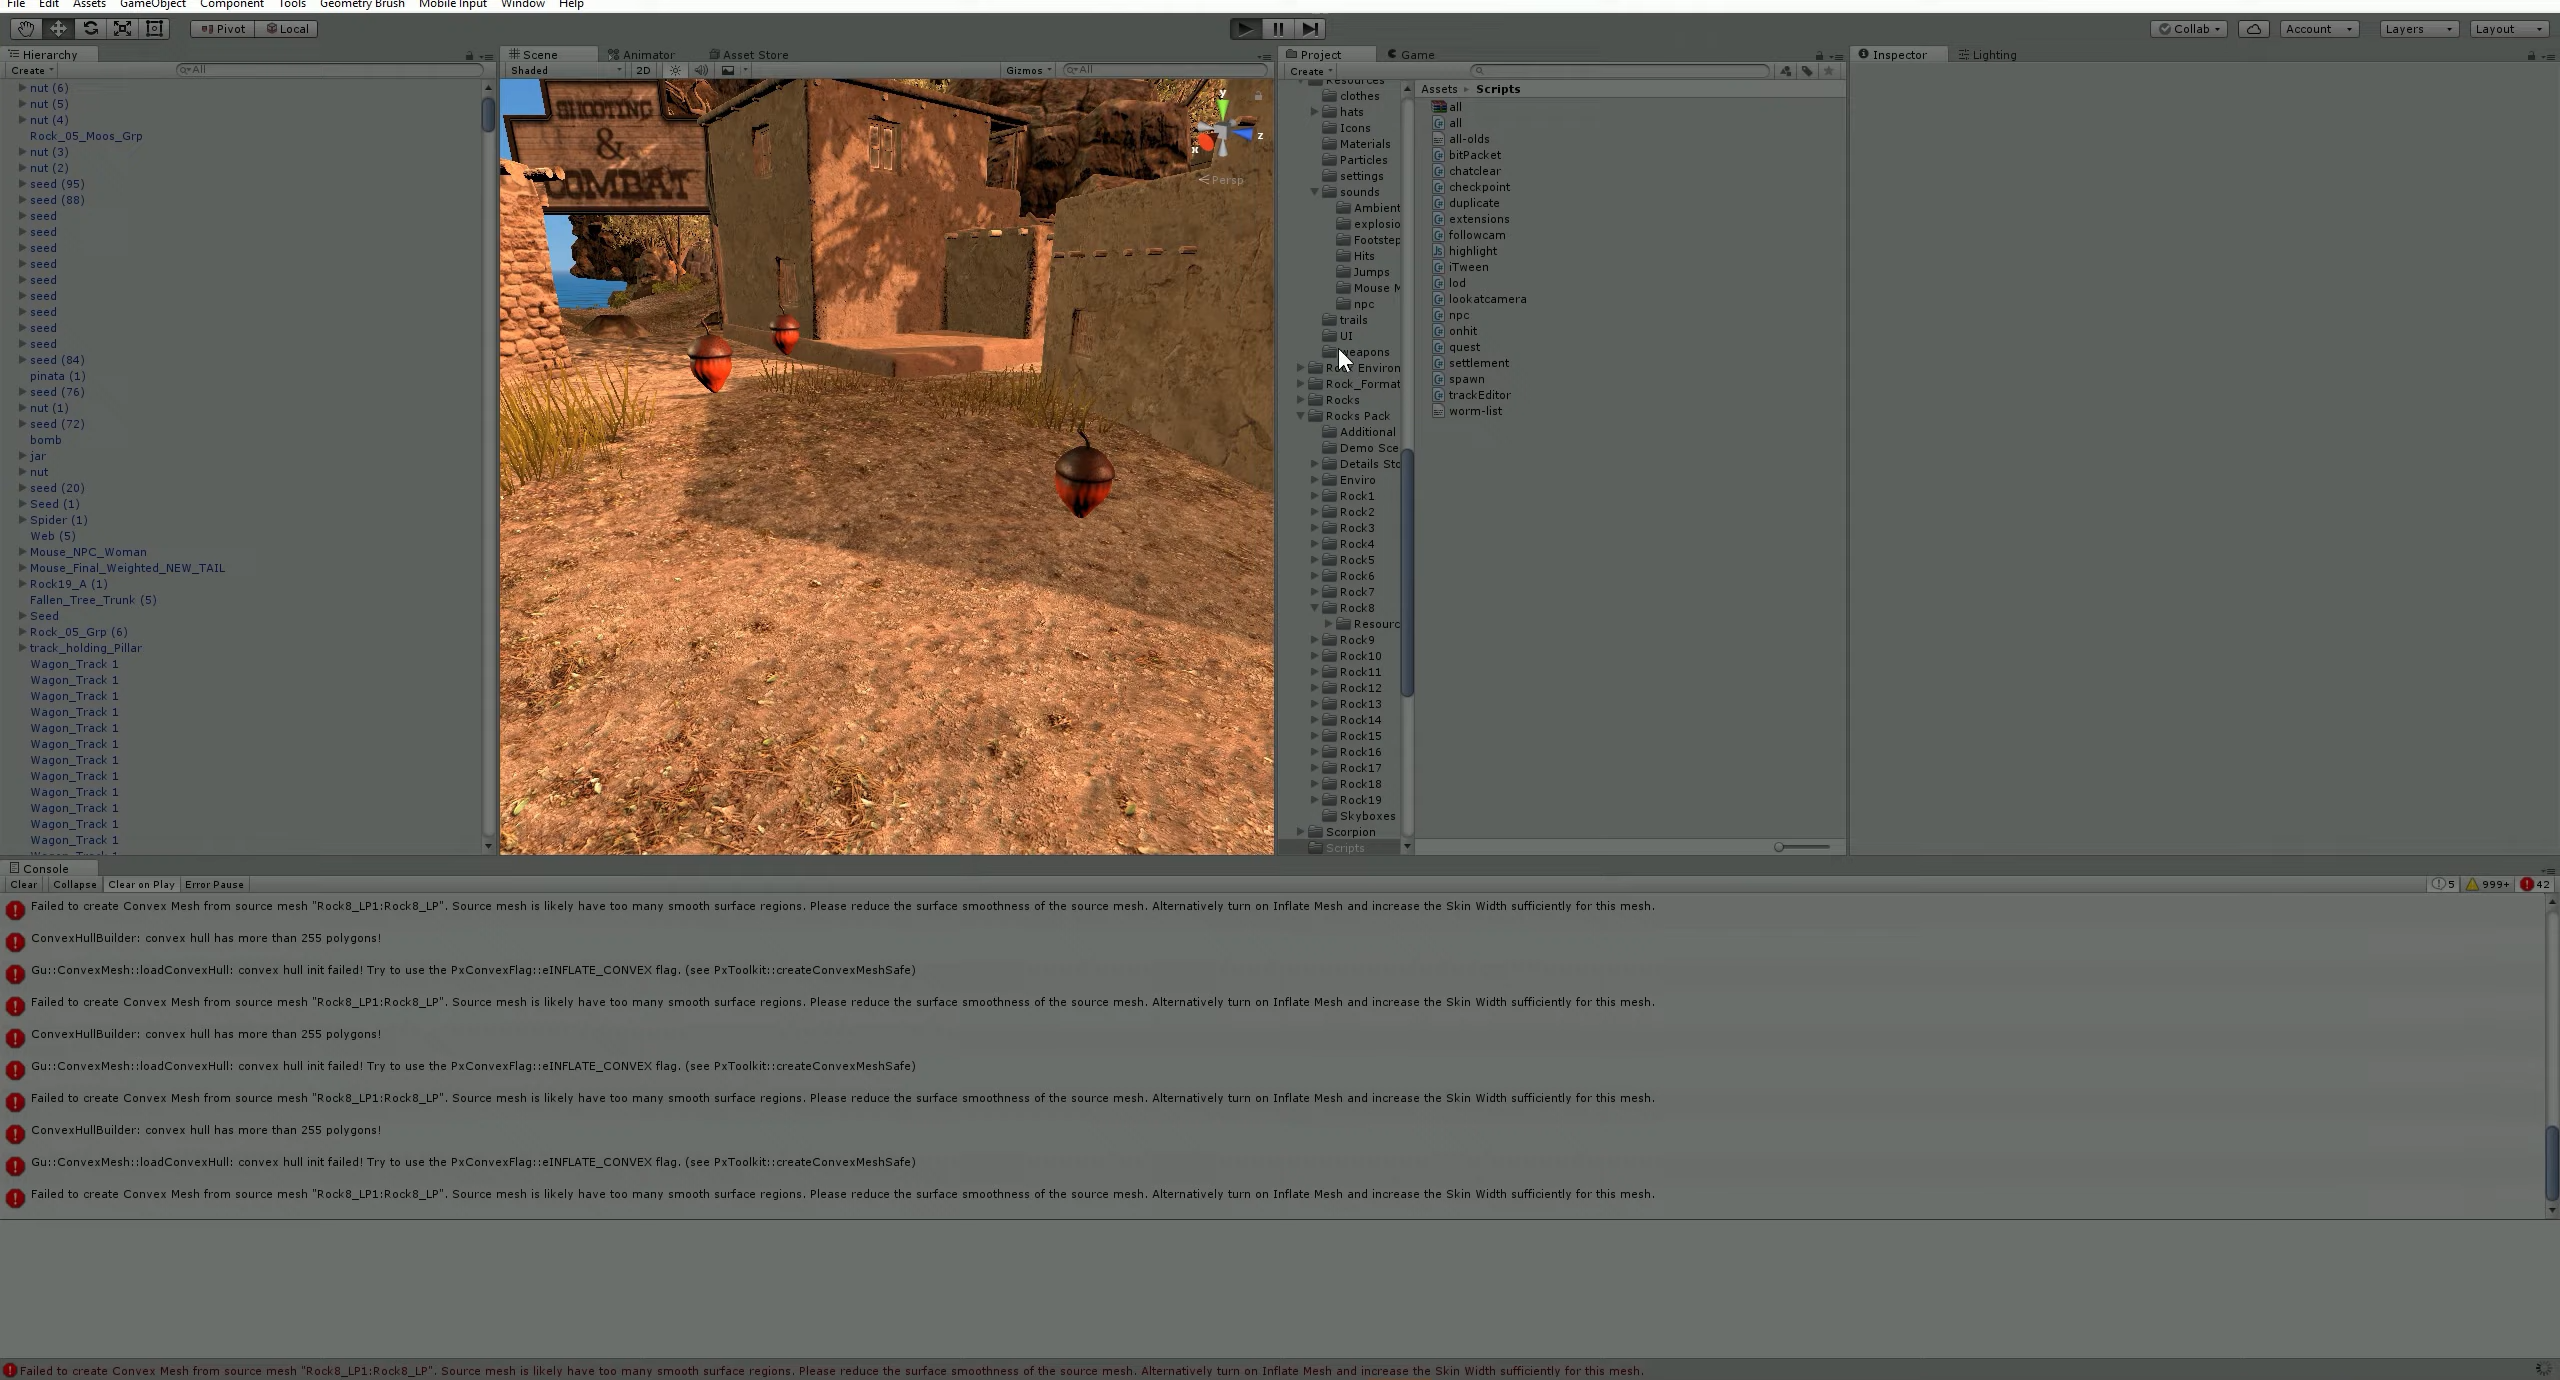 File Edit Assets GameObject Component Tools Geometry Brush Mobile Input Window Help
Pivot Local
Collab Account Layers Layout
Hierarchy
Create All
nut (6)
nut (5)
nut (4)
Rock_05_Moos_Grp
nut (3)
nut (2)
seed (95)
seed (88)
seed
seed
seed
seed
seed
seed
seed
seed
seed
seed (84)
pinata (1)
seed (76)
nut (1)
seed (72)
bomb
jar
nut
seed (20)
Seed (1)
Spider (1)
Web (5)
Mouse_NPC_Woman
Mouse_Final_Weighted_NEW_TAIL
Rock19_A (1)
Fallen_Tree_Trunk (5)
Seed
Rock_05_Grp (6)
track_holding_Pillar
Wagon_Track 1
Wagon_Track 1
Wagon_Track 1
Wagon_Track 1
Wagon_Track 1
Wagon_Track 1
Wagon_Track 1
Wagon_Track 1
Wagon_Track 1
Wagon_Track 1
Wagon_Track 1
Wagon_Track 1
Scene Animator Asset Store
Shaded 2D Gizmos All
SHOOTING
&
COMBAT
y
z
x
Persp
Project Game
Create
Resources
clothes
hats
Icons
Materials
Particles
settings
sounds
Ambient
explosio
Footstep
Hits
Jumps
Mouse M
npc
trails
UI
weapons
Environ
Rock_Format
Rocks
Rocks Pack
Additional
Demo Sce
Details Sto
Enviro
Rock1
Rock2
Rock3
Rock4
Rock5
Rock6
Rock7
Rock8
Resourc
Rock9
Rock10
Rock11
Rock12
Rock13
Rock14
Rock15
Rock16
Rock17
Rock18
Rock19
Skyboxes
Scorpion
Scripts
Assets Scripts
all
all
all-olds
bitPacket
chatclear
checkpoint
duplicate
extensions
followcam
highlight
iTween
lod
lookatcamera
npc
onhit
quest
settlement
spawn
trackEditor
worm-list
Inspector Lighting
Console
Clear Collapse Clear on Play Error Pause 5 999+ 42
Failed to create Convex Mesh from source mesh "Rock8_LP1:Rock8_LP". Source mesh is likely have too many smooth surface regions. Please reduce the surface smoothness of the source mesh. Alternatively turn on Inflate Mesh and increase the Skin Width sufficiently for this mesh.
ConvexHullBuilder: convex hull has more than 255 polygons!
Gu::ConvexMesh::loadConvexHull: convex hull init failed! Try to use the PxConvexFlag::eINFLATE_CONVEX flag. (see PxToolkit::createConvexMeshSafe)
Failed to create Convex Mesh from source mesh "Rock8_LP1:Rock8_LP". Source mesh is likely have too many smooth surface regions. Please reduce the surface smoothness of the source mesh. Alternatively turn on Inflate Mesh and increase the Skin Width sufficiently for this mesh.
ConvexHullBuilder: convex hull has more than 255 polygons!
Gu::ConvexMesh::loadConvexHull: convex hull init failed! Try to use the PxConvexFlag::eINFLATE_CONVEX flag. (see PxToolkit::createConvexMeshSafe)
Failed to create Convex Mesh from source mesh "Rock8_LP1:Rock8_LP". Source mesh is likely have too many smooth surface regions. Please reduce the surface smoothness of the source mesh. Alternatively turn on Inflate Mesh and increase the Skin Width sufficiently for this mesh.
ConvexHullBuilder: convex hull has more than 255 polygons!
Gu::ConvexMesh::loadConvexHull: convex hull init failed! Try to use the PxConvexFlag::eINFLATE_CONVEX flag. (see PxToolkit::createConvexMeshSafe)
Failed to create Convex Mesh from source mesh "Rock8_LP1:Rock8_LP". Source mesh is likely have too many smooth surface regions. Please reduce the surface smoothness of the source mesh. Alternatively turn on Inflate Mesh and increase the Skin Width sufficiently for this mesh.
Failed to create Convex Mesh from source mesh "Rock8_LP1:Rock8_LP". Source mesh is likely have too many smooth surface regions. Please reduce the surface smoothness of the source mesh. Alternatively turn on Inflate Mesh and increase the Skin Width sufficiently for this mesh.